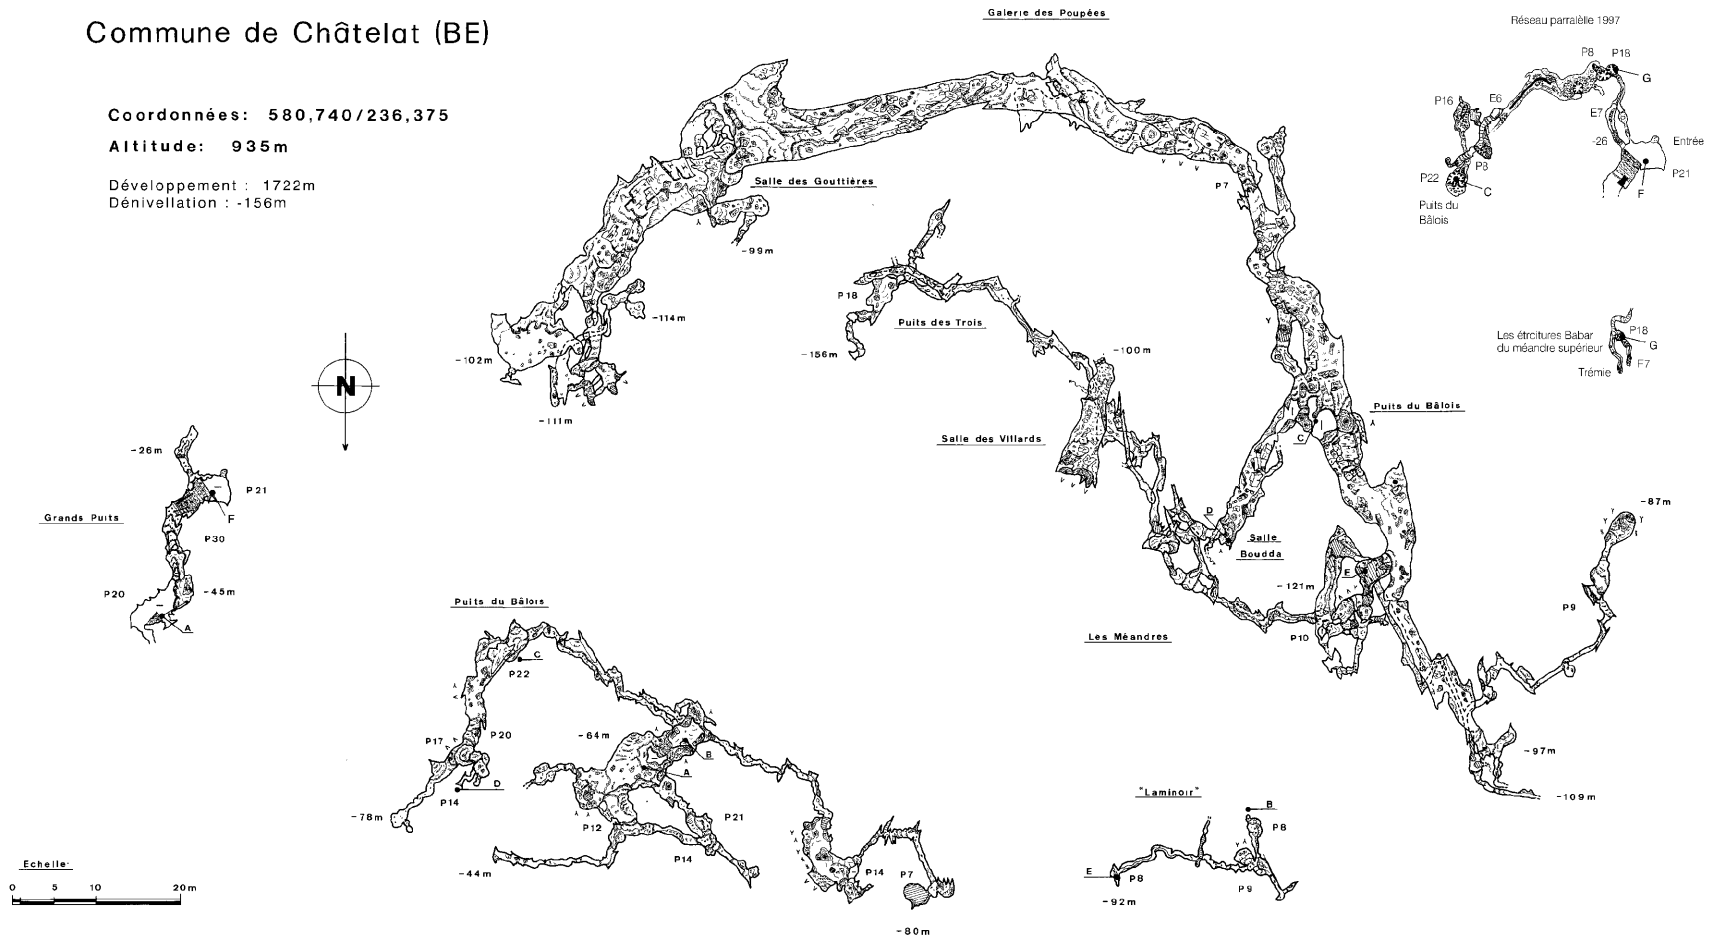 Commune de Châtelat (BE)
Coordonnées: 580,740/236,375
Altitude: 935m
Développement : 1722m
Dénivellation : -156m
Galerie des Poupées
Réseau parralèlle 1997
P8 P18
G
P16
E6
E7
-26
Entrée
P8
P22
C
P21
F
Puits du
Bâlois
Salle des Gouttières
P7
-99m
-114m
-102m
-111m
P18
Puits des Trois
-156m
-100m
Les étrcitures Babar
du méandre supérieur
P18
G
F7
Trémie
N
Puits du Bâlois
C
Salle des Villards
-26m
P21
Grands Puits
F
P30
P20
-45m
A
D
Salle
Boudda
-121m
E
P10
Les Méandres
-87m
P9
-97m
-109m
Puits du Bâlois
C
P22
P17
P20
-64m
B
A
D
P14
-78m
P12
P21
P14
-44m
P14
P7
-80m
"Laminoir"
B
P8
E
P8
P9
-92m
Echelle:
0 5 10 20m